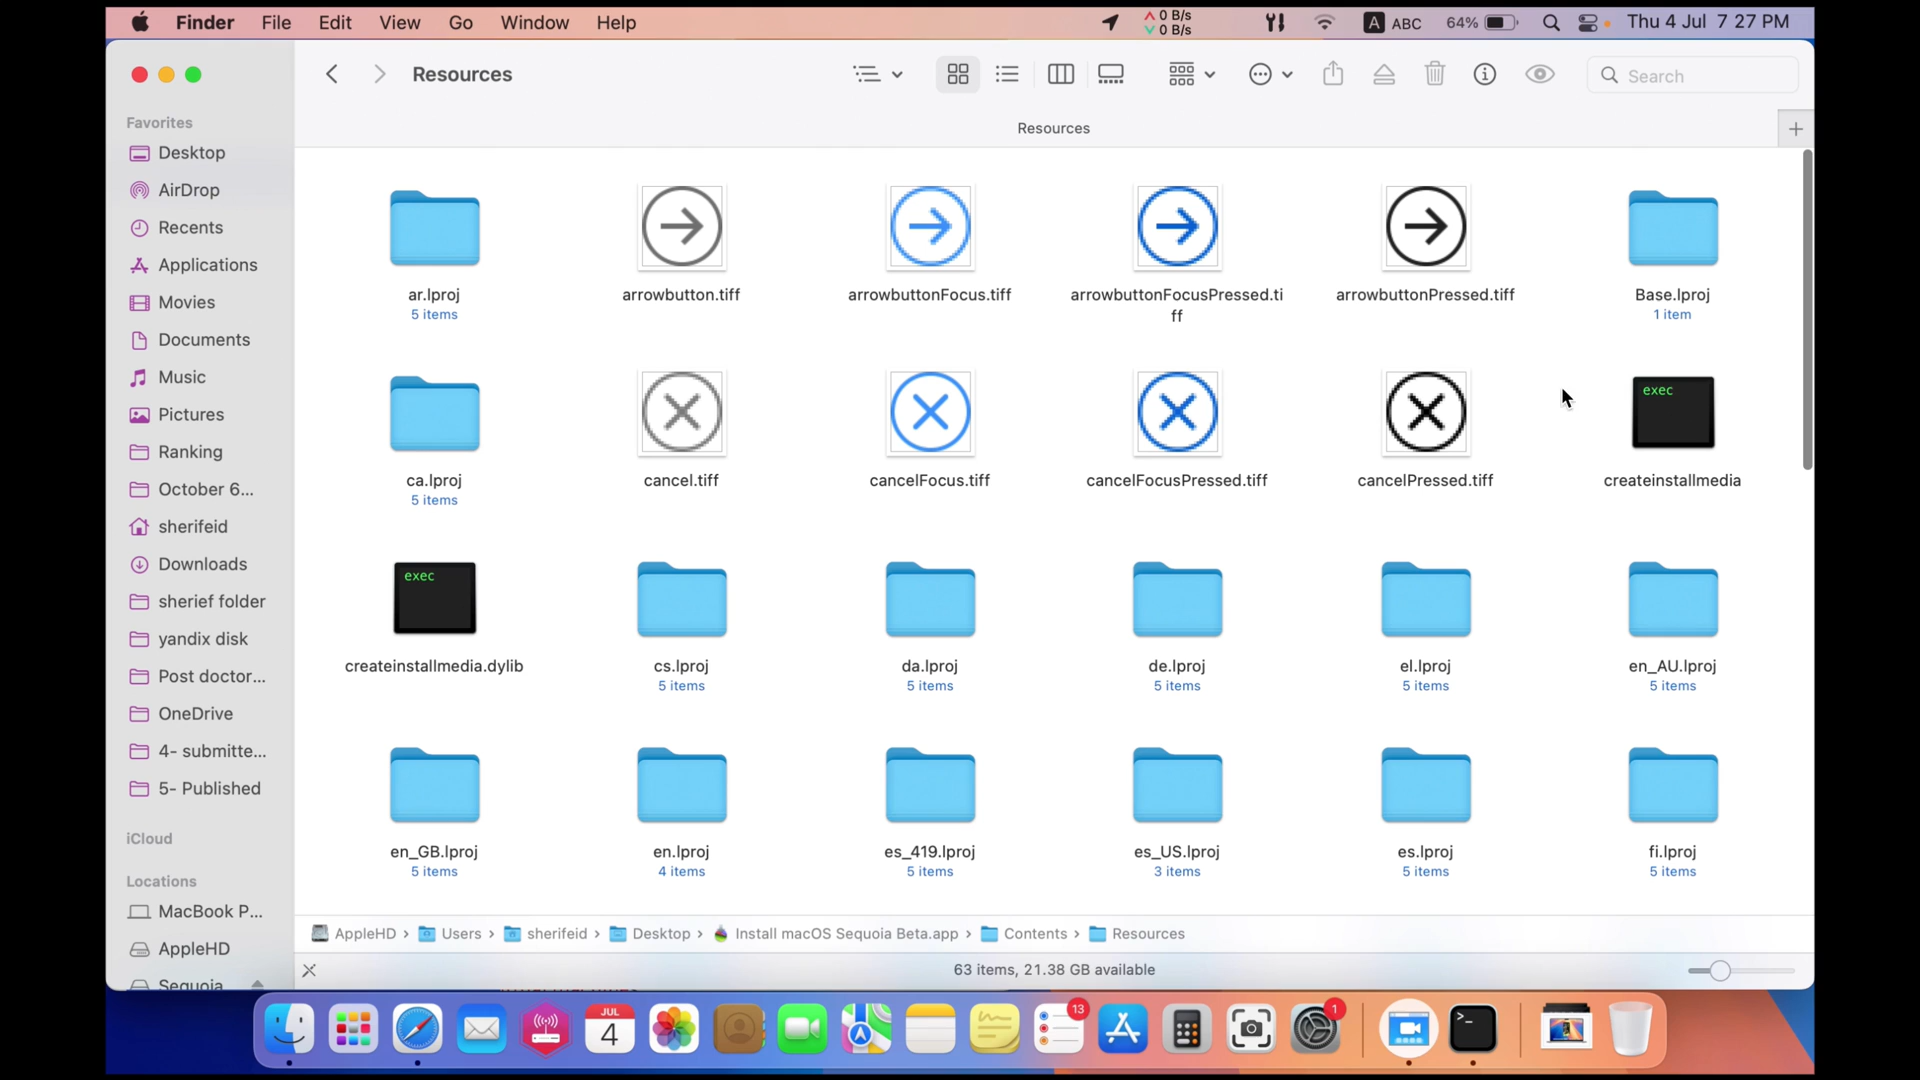 Finder File Edit View Go Window Help
0 B/s
0 B/s
A ABC 64% Thu 4 Jul 7 27 PM
Resources
Search
Resources
Favorites
Desktop
AirDrop
Recents
Applications
Movies
Documents
Music
Pictures
Ranking
October 6...
sherifeid
Downloads
sherief folder
yandix disk
Post doctor...
OneDrive
4- submitte...
5- Published
iCloud
Locations
MacBook P...
AppleHD
Sequoia
ar.lproj
5 items
arrowbutton.tiff
arrowbuttonFocus.tiff
arrowbuttonFocusPressed.ti
ff
arrowbuttonPressed.tiff
Base.lproj
1 item
ca.lproj
5 items
cancel.tiff
cancelFocus.tiff
cancelFocusPressed.tiff
cancelPressed.tiff
exec
createinstallmedia
exec
createinstallmedia.dylib
cs.lproj
5 items
da.lproj
5 items
de.lproj
5 items
el.lproj
5 items
en_AU.lproj
5 items
en_GB.lproj
5 items
en.lproj
4 items
es_419.lproj
5 items
es_US.lproj
3 items
es.lproj
5 items
fi.lproj
5 items
AppleHD › Users › sherifeid › Desktop › Install macOS Sequoia Beta.app › Contents › Resources
63 items, 21.38 GB available
JUL
4
13
1